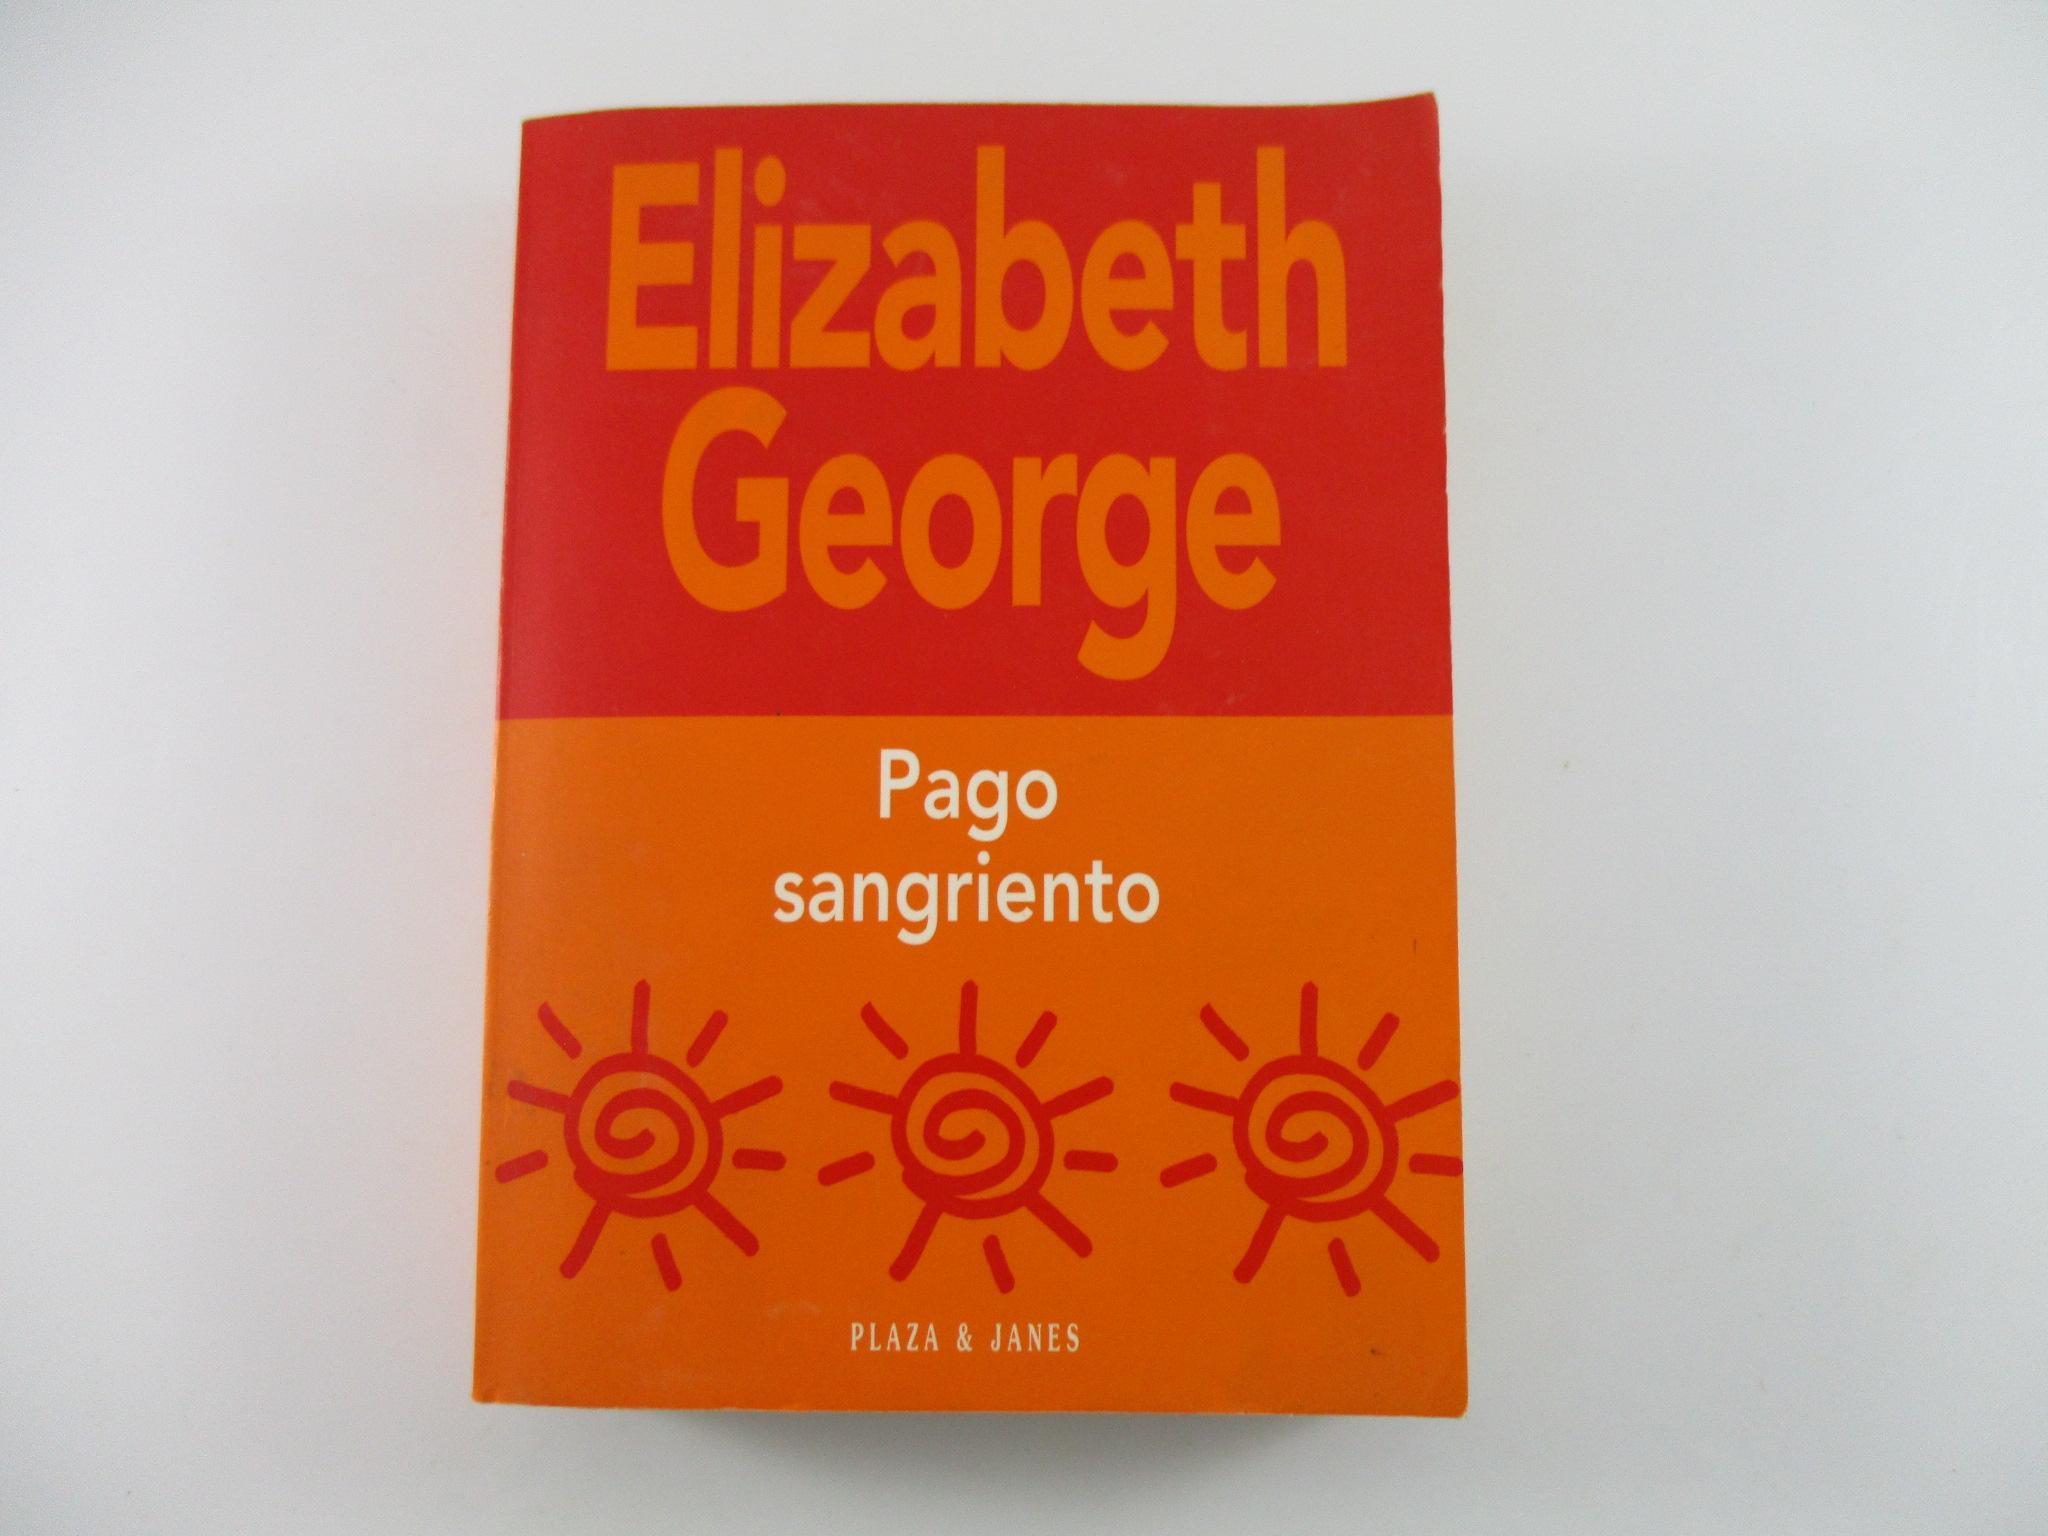 Elizabeth
George
Pago
sangriento
PLAZA & JANES